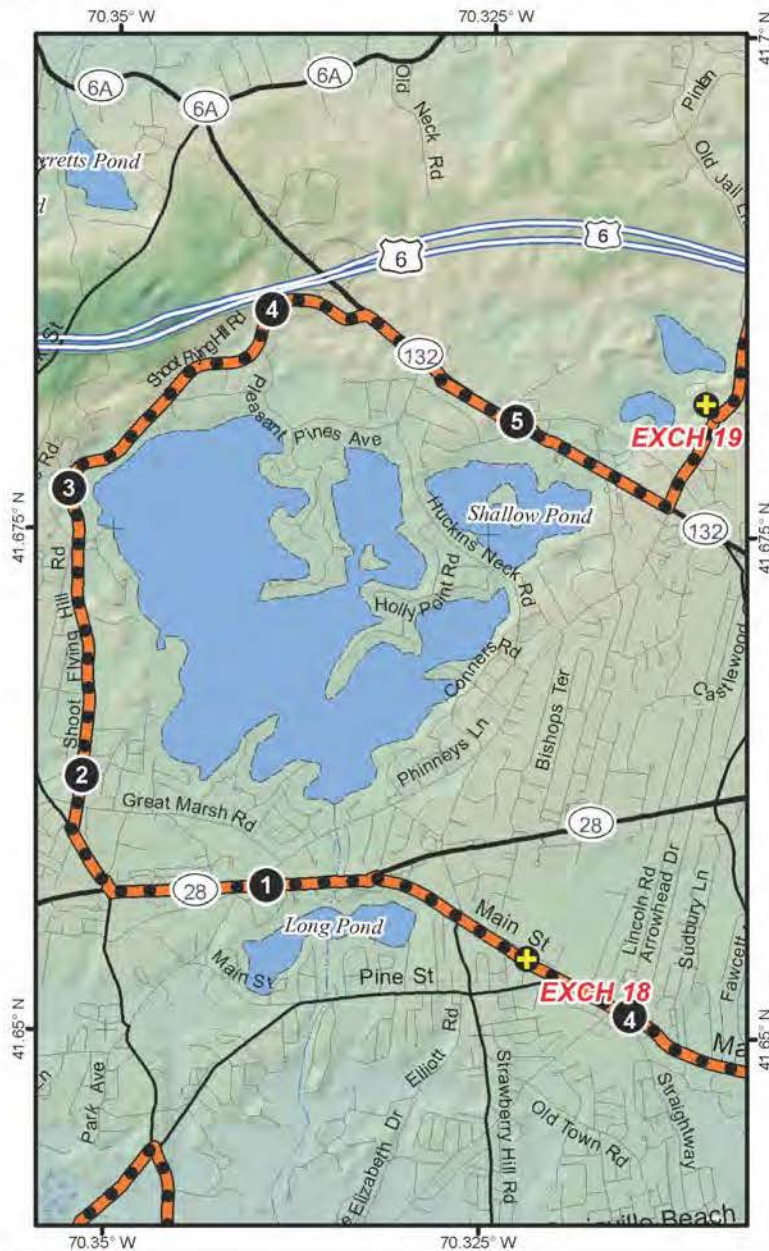 70.35° W
70.325° W
41.7° N
6A
6A
6A
Old
Neck Rd
Old Jail Ln
Pond
6
6
St
4
Shoot Flying Hill Rd
132
Pleasant Pines Ave
5
EXCH 19
Rd
3
Shallow Pond
132
41.675° N
41.675° N
Huckins Neck Rd
Holly Point Rd
Shoot Flying Hill Rd
Conners Rd
Castlewood
Bishops Ter
Phinneys Ln
2
Great Marsh Rd
28
28
1
Long Pond
Main St
Lincoln Rd
Arrowhead Dr
Sudbury Ln
Fawcett
Main St
Pine St
EXCH 18
4
41.65° N
41.65° N
Ln
Park Ave
Elliott Rd
Strawberry Hill Rd
Straightway
Old Town Rd
Elizabeth Dr
Beach
70.35° W
70.325° W